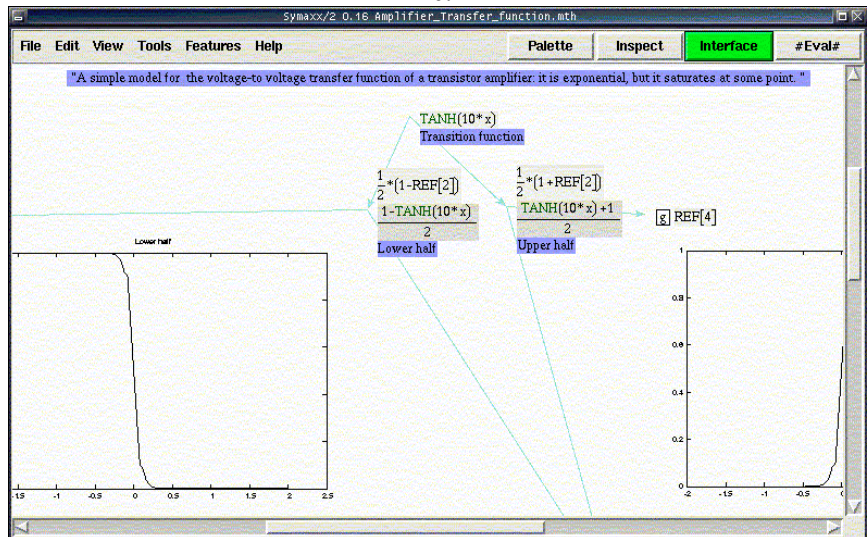 Symaxx/2 0.16 Amplifier_Transfer_function.mth
File Edit View Tools Features Help Palette Inspect Interface #Eval#
"A simple model for the voltage-to voltage transfer function of a transistor amplifier: it is exponential, but it saturates at some point. "
TANH(10*x)
Transition function
1/2*(1-REF[2])
1/2*(1+REF[2])
1-TANH(10*x)
2
TANH(10*x)+1
2
g REF[4]
Lower half
Upper half
Lower half
1
0.8
0.6
0.4
0.2
-1.5 -1 -0.5 0 0.5 1 1.5 2 2.5
-2 -1.5 -1 -0.5